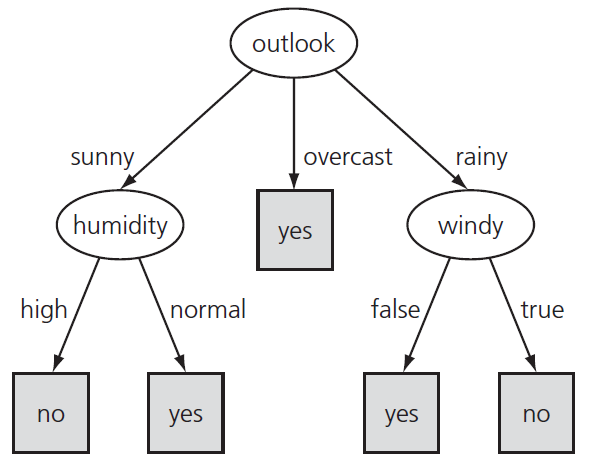 outlook
sunny
overcast
rainy
humidity
yes
windy
high
normal
false
true
no
yes
yes
no